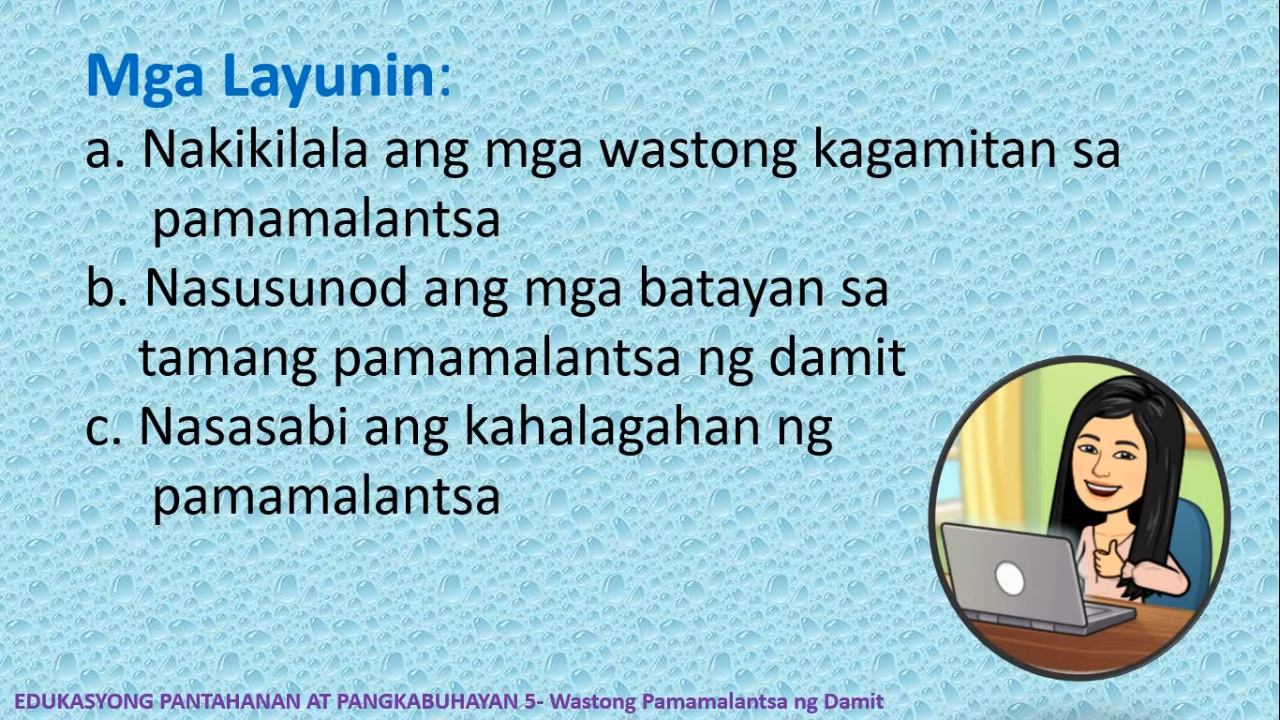 Mga Layunin:
a. Nakikilala ang mga wastong kagamitan sa
pamamalantsa
b. Nasusunod ang mga batayan sa
tamang pamamalantsa ng damit
c. Nasasabi ang kahalagahan ng
pamamalantsa
EDUKASYONG PANTAHANAN AT PANGKABUHAYAN 5- Wastong Pamamalantsa ng Damit